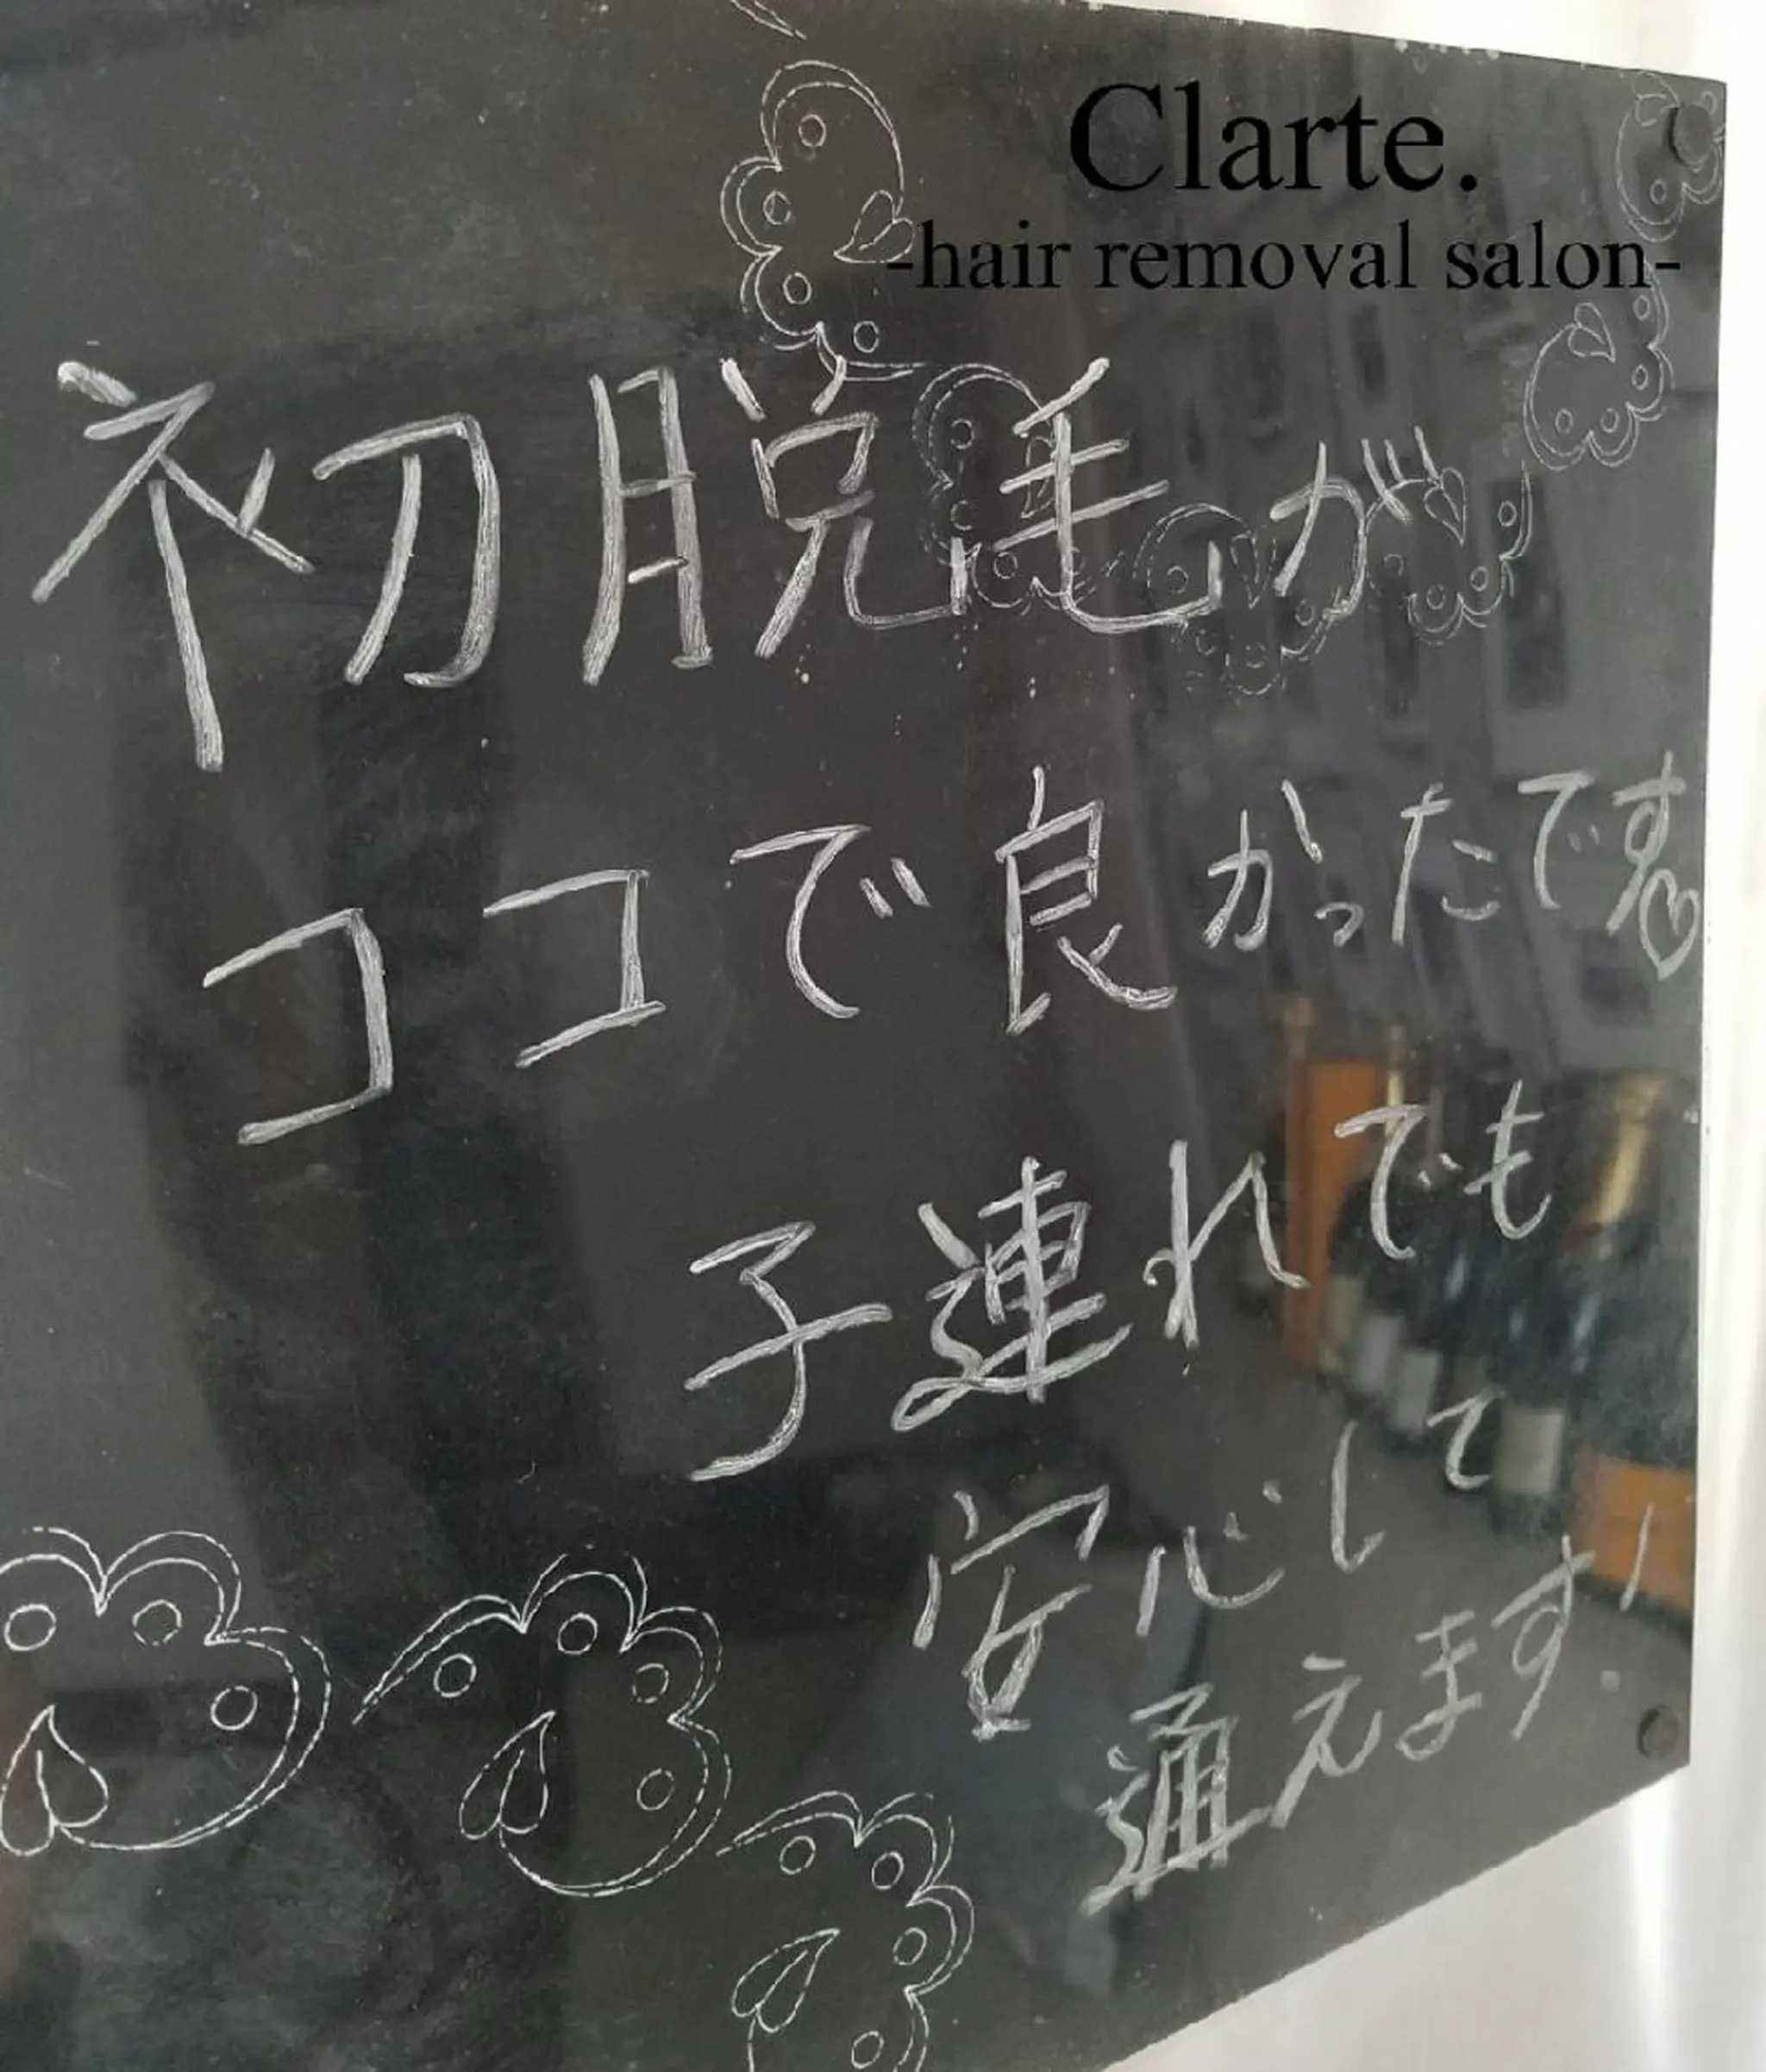 Clarte.
-hair removal salon-
初脱毛が
ココで良かったです♡
子連れでも
安心して
通えます!